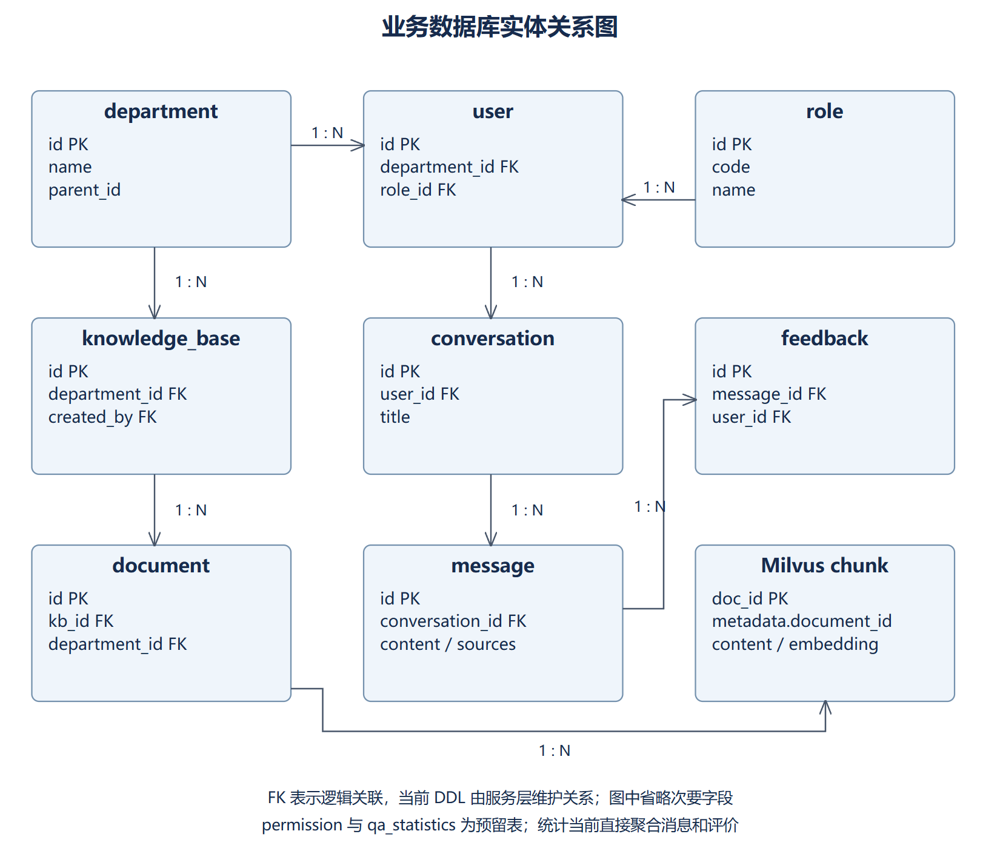 业务数据库实体关系图
department
id PK
name
parent_id
1 : N
user
id PK
department_id FK
role_id FK
1 : N
role
id PK
code
name
1 : N
1 : N
knowledge_base
id PK
department_id FK
created_by FK
conversation
id PK
user_id FK
title
feedback
id PK
message_id FK
user_id FK
1 : N
1 : N
1 : N
document
id PK
kb_id FK
department_id FK
message
id PK
conversation_id FK
content / sources
Milvus chunk
doc_id PK
metadata.document_id
content / embedding
1 : N
FK 表示逻辑关联，当前 DDL 由服务层维护关系；图中省略次要字段
permission 与 qa_statistics 为预留表；统计当前直接聚合消息和评价